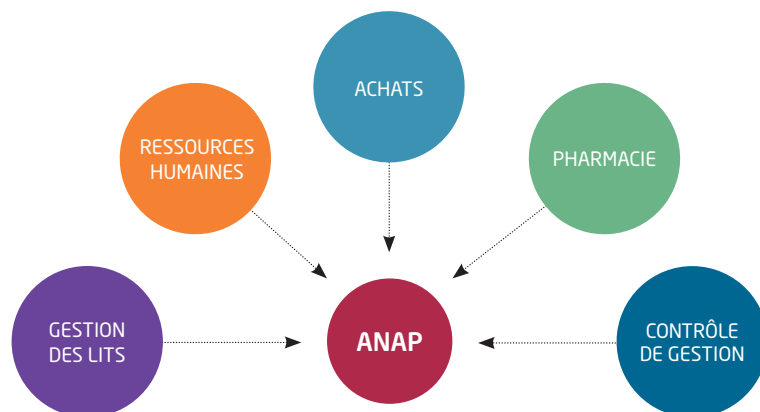 ACHATS
RESSOURCES
HUMAINES
PHARMACIE
GESTION
DES LITS
ANAP
CONTRÔLE
DE GESTION